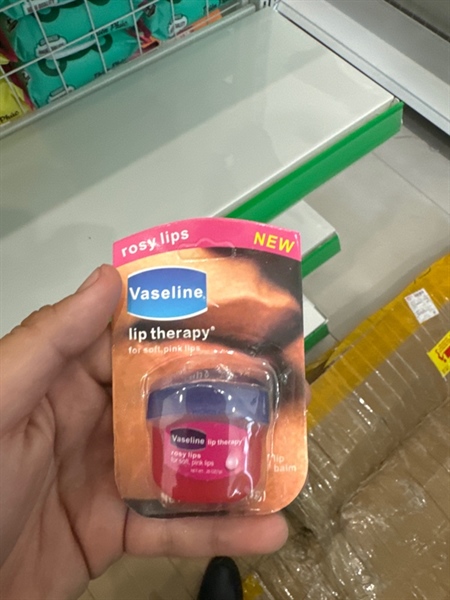 rosy lips
NEW
Vaseline
lip therapy®
for soft, pink lips
Vaseline lip therapy
rosy lips
for soft, pink lips
lip
balm